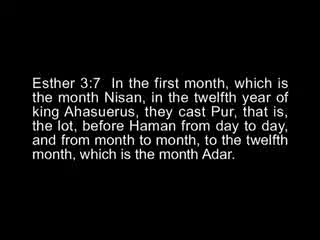 Esther 3:7  In the first month, which is
the month Nisan, in the twelfth year of
king Ahasuerus, they cast Pur, that is,
the lot, before Haman from day to day,
and from month to month, to the twelfth
month, which is the month Adar.